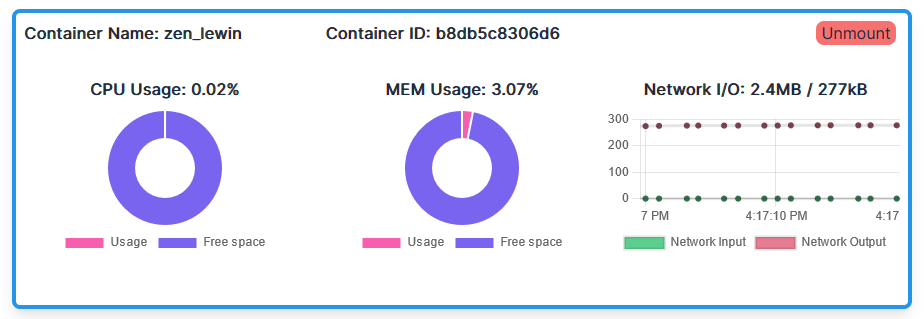 Container Name: zen_lewin Container ID: b8db5c8306d6 Unmount
CPU Usage: 0.02% MEM Usage: 3.07% Network I/O: 2.4MB / 277kB
300
200
100
0
7 PM 4:17:10 PM 4:17
Usage Free space Usage Free space Network Input Network Output